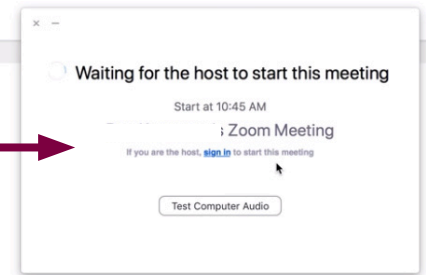 Waiting for the host to start this meeting
Start at 10:45 AM
Zoom Meeting
If you are the host, sign in to start this meeting
Test Computer Audio